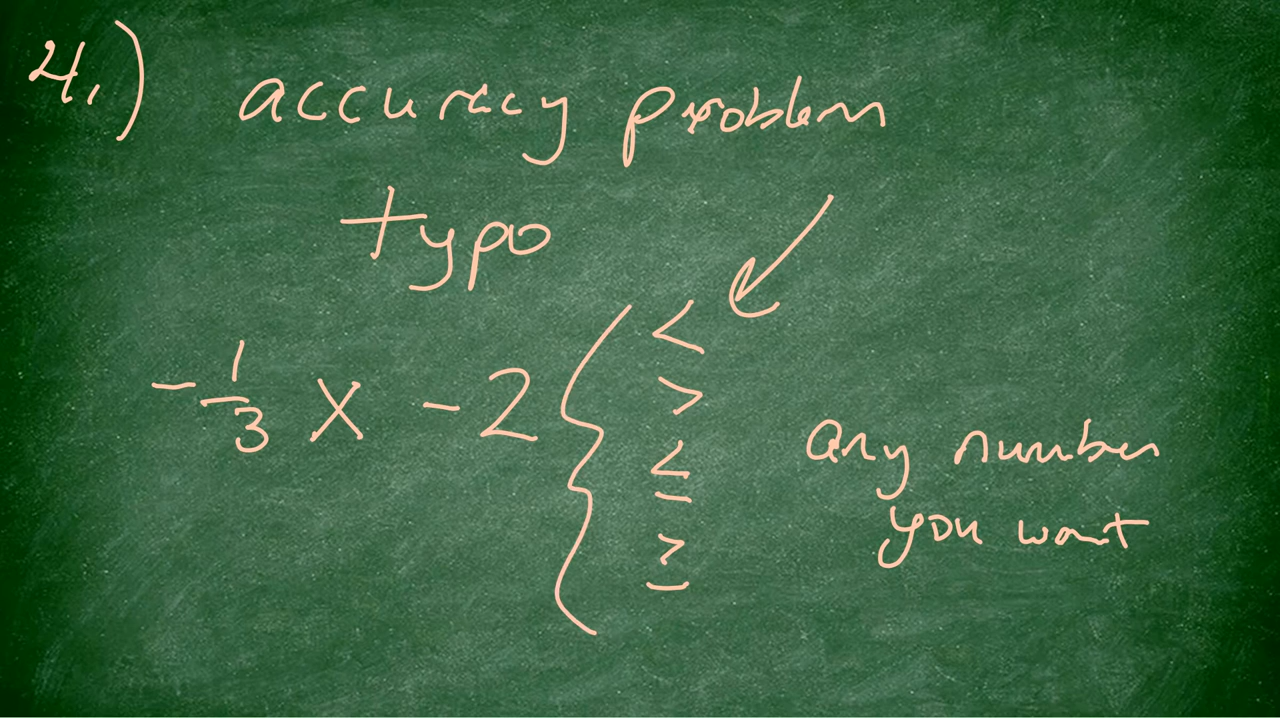 4.) accuracy problem
typo
-1/3 x - 2 { <
>
≤
≥
any number
you want